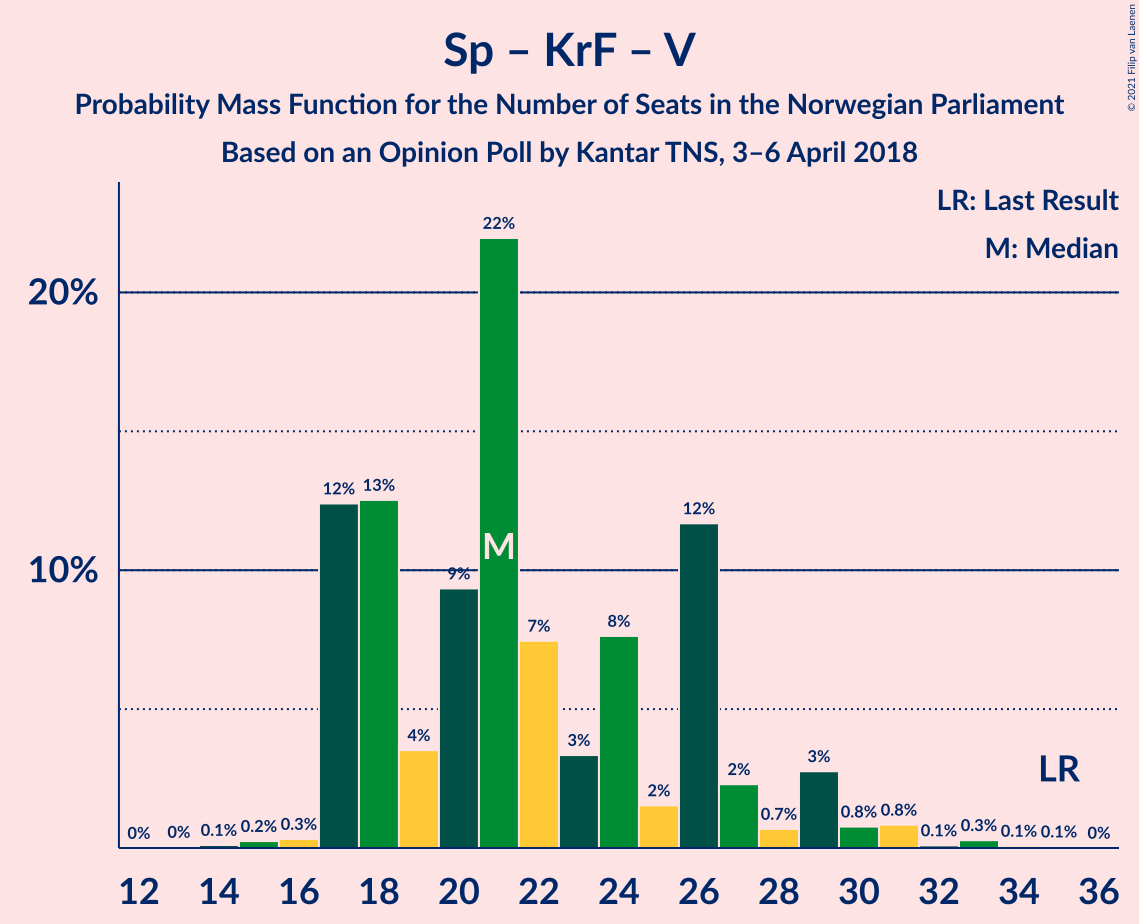 Sp – KrF – V
Probability Mass Function for the Number of Seats in the Norwegian Parliament
Based on an Opinion Poll by Kantar TNS, 3–6 April 2018
© 2021 Filip van Laenen
LR: Last Result
M: Median
20%
10%
0% 0% 0.1% 0.2% 0.3% 12% 13% 4% 9% 22% 7% 3% 8% 2% 12% 2% 0.7% 3% 0.8% 0.8% 0.1% 0.3% 0.1% 0.1% 0%
M
LR
12 14 16 18 20 22 24 26 28 30 32 34 36